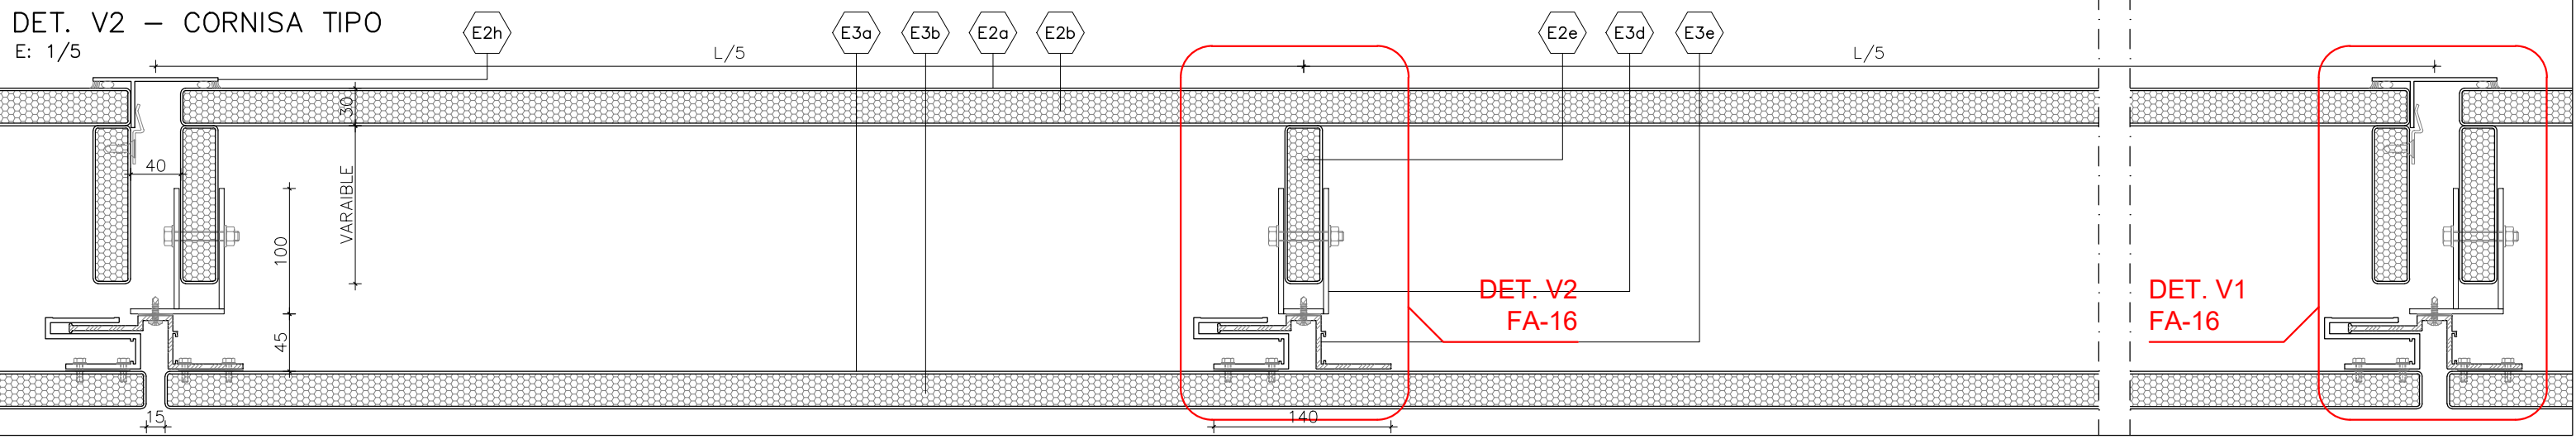 DET. V2 – CORNISA TIPO
E: 1/5
E2h
E3a
E3b
E2a
E2b
E2e
E3d
E3e
L/5
L/5
30
40
VARAIBLE
100
45
15
140
DET. V2
FA-16
DET. V1
FA-16